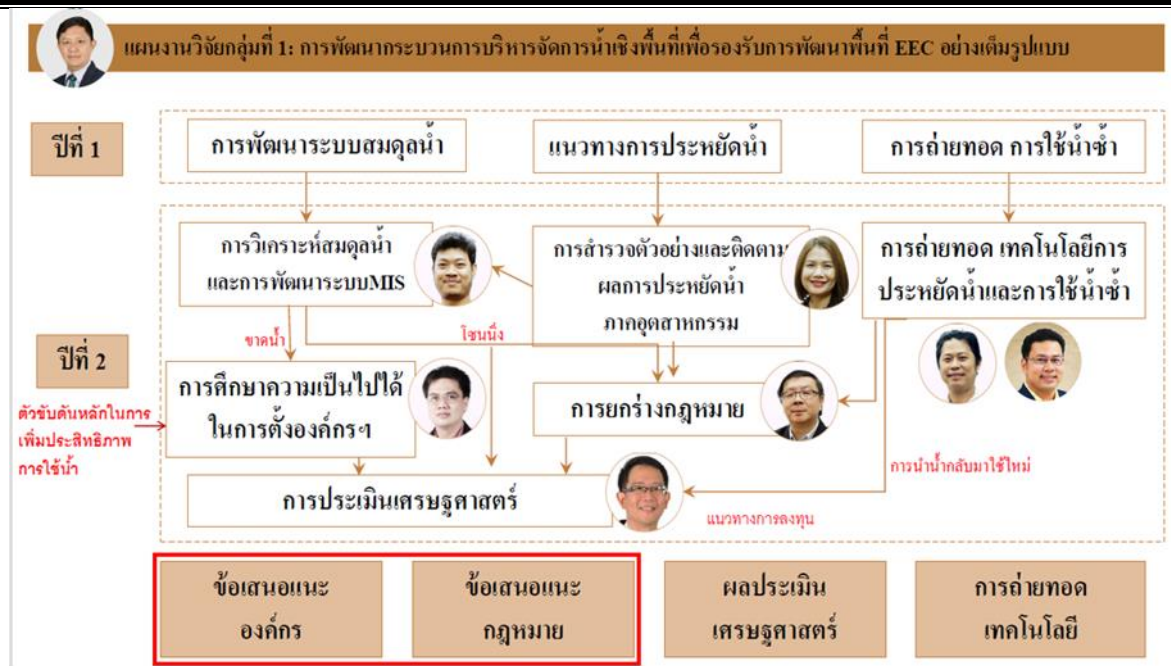 แผนงานวิจัยกลุ่มที่ 1: การพัฒนากระบวนการบริหารจัดการน้ำเชิงพื้นที่เพื่อรองรับการพัฒนาพื้นที่ EEC อย่างเต็มรูปแบบ
ปีที่ 1
การพัฒนาระบบสมดุลน้ำ
แนวทางการประหยัดน้ำ
การถ่ายทอด การใช้น้ำซ้ำ
การวิเคราะห์สมดุลน้ำ
และการพัฒนาระบบMIS
การสำรวจตัวอย่างและติดตาม
ผลการประหยัดน้ำ
ภาคอุตสาหกรรม
การถ่ายทอด เทคโนโลยีการ
ประหยัดน้ำและการใช้น้ำซ้ำ
ขาดน้ำ
โซนนิ่ง
ปีที่ 2
การศึกษาความเป็นไปได้
ในการตั้งองค์กรฯ
การยกร่างกฎหมาย
ตัวขับดันหลักในการ
เพิ่มประสิทธิภาพ
การใช้น้ำ
การนำน้ำกลับมาใช้ใหม่
การประเมินเศรษฐศาสตร์
แนวทางการลงทุน
ข้อเสนอแนะ
องค์กร
ข้อเสนอแนะ
กฎหมาย
ผลประเมิน
เศรษฐศาสตร์
การถ่ายทอด
เทคโนโลยี